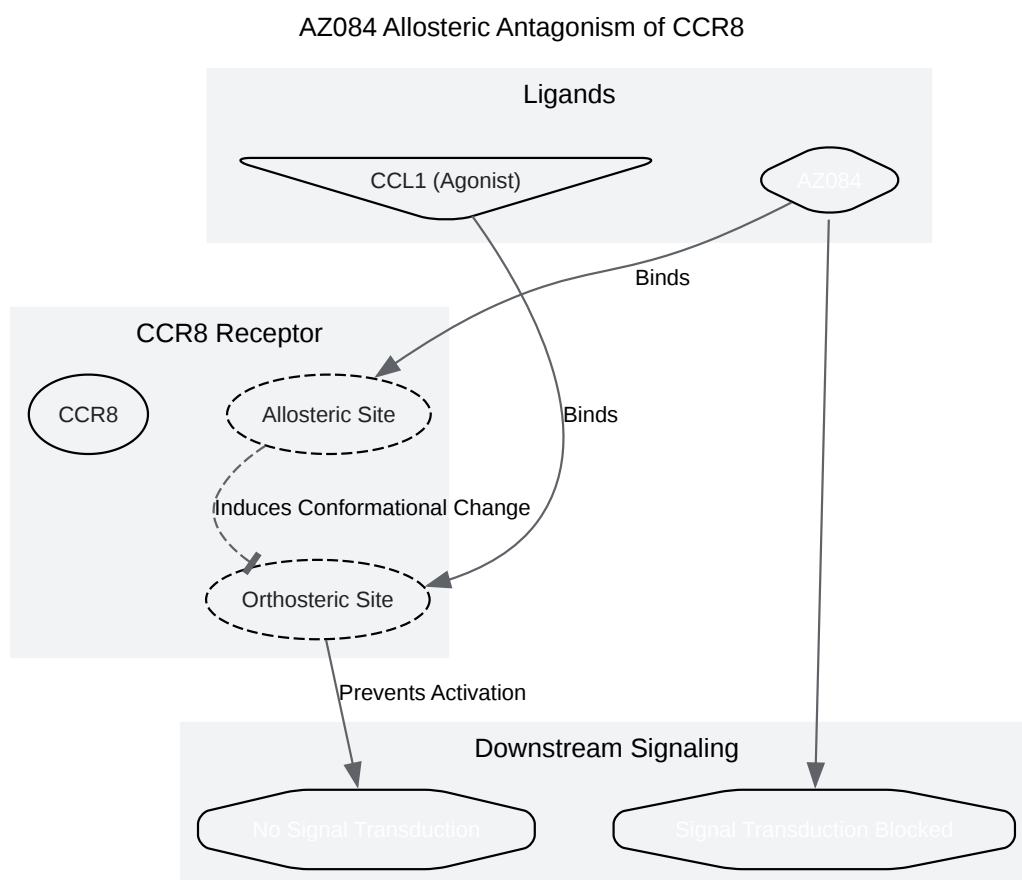 AZ084 Allosteric Antagonism of CCR8
Ligands
CCL1 (Agonist)
AZ084
Binds
CCR8 Receptor
CCR8
Allosteric Site
Binds
Induces Conformational Change
Orthosteric Site
Prevents Activation
Downstream Signaling
No Signal Transduction
Signal Transduction Blocked